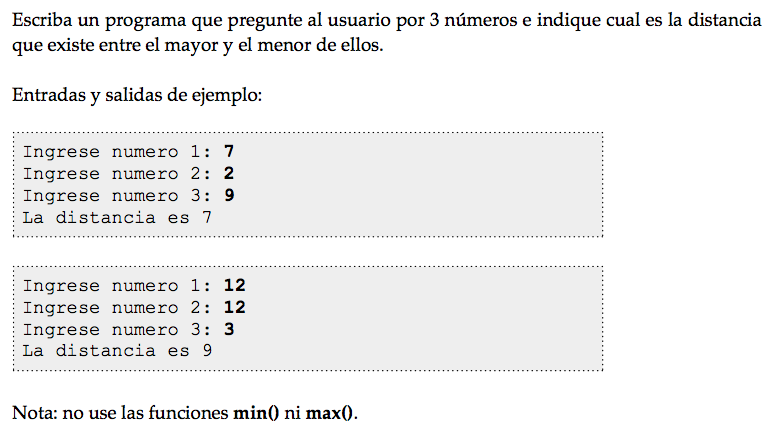 Escriba un programa que pregunte al usuario por 3 números e indique cual es la distancia
que existe entre el mayor y el menor de ellos.
Entradas y salidas de ejemplo:
Ingrese numero 1: 7
Ingrese numero 2: 2
Ingrese numero 3: 9
La distancia es 7
Ingrese numero 1: 12
Ingrese numero 2: 12
Ingrese numero 3: 3
La distancia es 9
Nota: no use las funciones min() ni max().